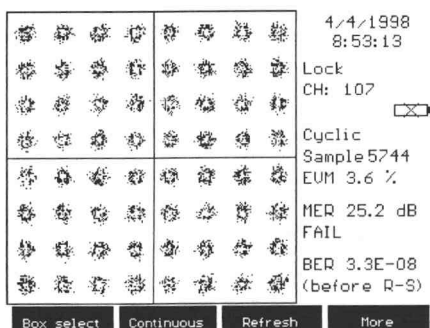 4/4/1998
8:53:13
Lock
CH: 107
Cyclic
Sample 5744
EVM 3.6 %
MER 25.2 dB
FAIL
BER 3.3E-08
(before R-S)
Box select Continuous Refresh More